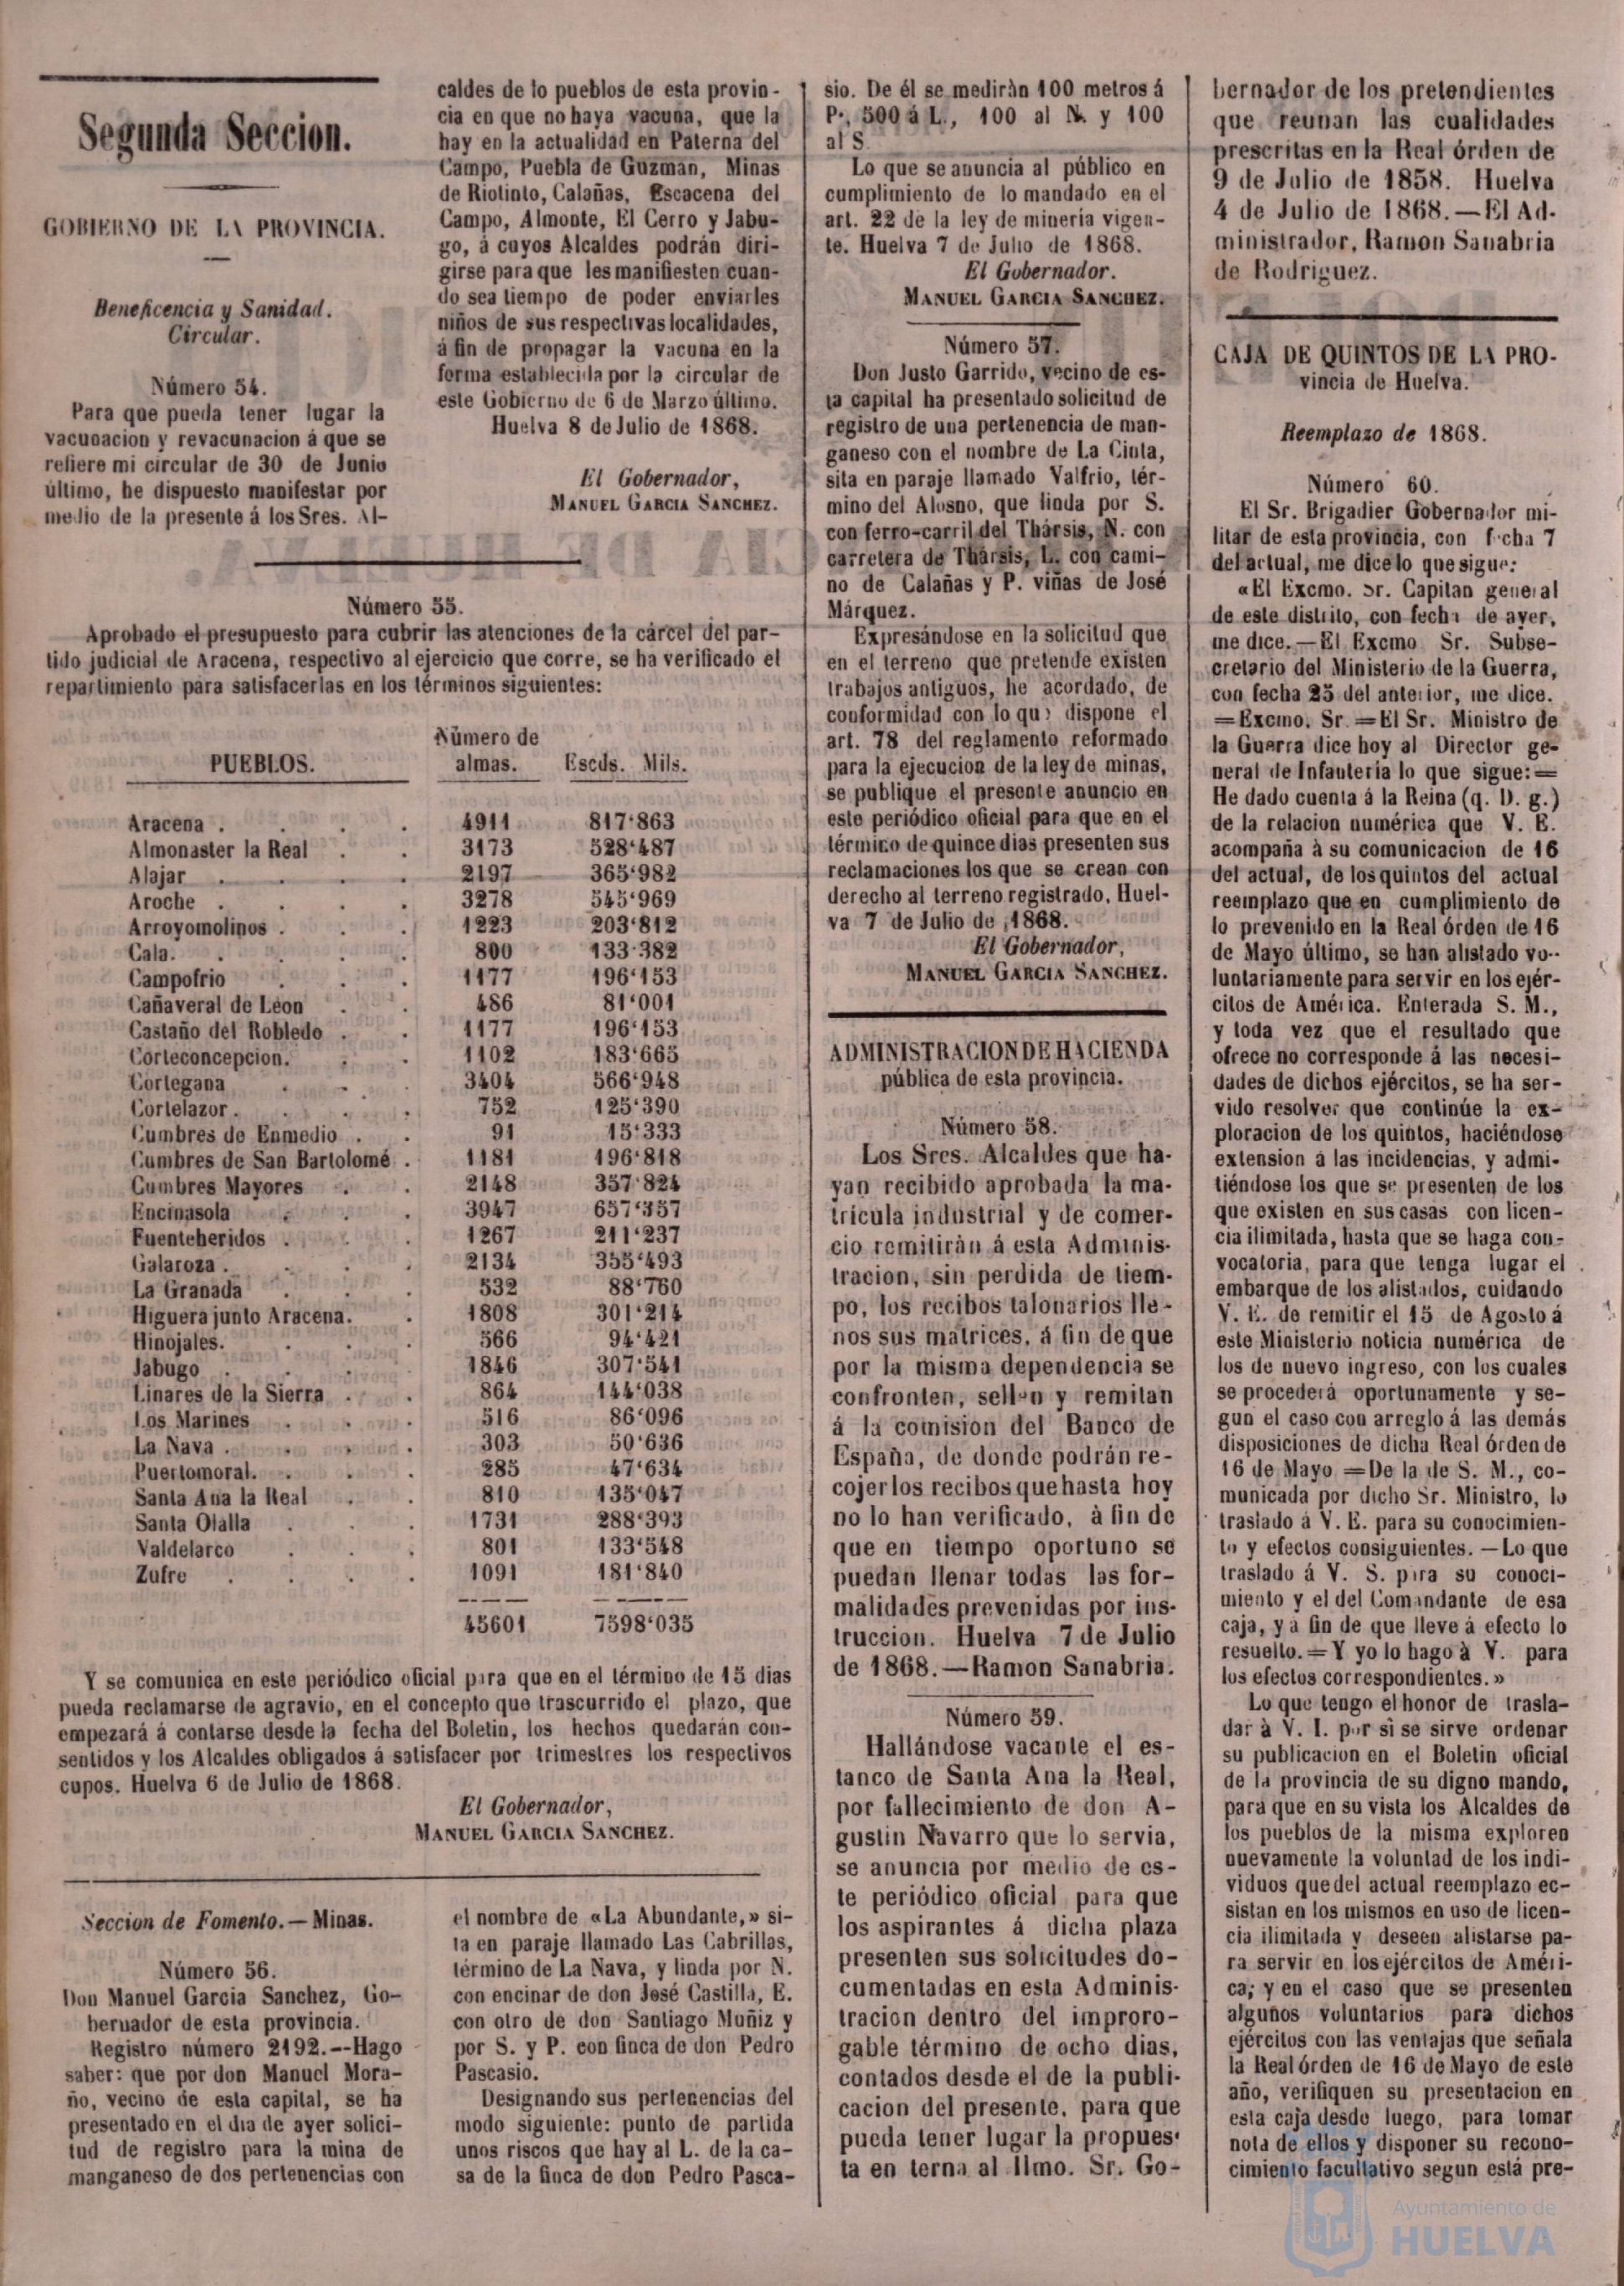 Segunda Seccion.
GOBIERNO DE LA PROVINCIA.
Beneficencia y Sanidad.
Circular.
Número 54.
Para que pueda tener lugar la
vacunacion y revacunacion á que se
refiere mi circular de 30 de Junio
último, he dispuesto manifestar por
medio de la presente á los Sres. Al-
caldes de lo pueblos de esta provin-
cia en que no haya vacuna, que la
hay en la actualidad en Paterna del
Campo, Puebla de Guzman, Minas
de Riotinto, Calañas, Escacena del
Campo, Almonte, El Cerro y Jabu-
go, á cuyos Alcaldes podrán diri-
girse para que les manifiesten cuan-
do sea tiempo de poder enviarles
niños de sus respectivas localidades,
á fin de propagar la vacuna en la
forma establecida por la circular de
este Gobierno de 6 de Marzo último.
Huelva 8 de Julio de 1868.
El Gobernador,
MANUEL GARCIA SANCHEZ.
Número 55.
Aprobado el presupuesto para cubrir las atenciones de la cárcel del par-
tido judicial de Aracena, respectivo al ejercicio que corre, se ha verificado el
repartimiento para satisfacerlas en los términos siguientes:
PUEBLOS. Número de almas. Escds. Mils.
Aracena . . . . 4911 817‘863
Almonaster la Real . . 3173 528‘487
Alajar . . . . 2197 365‘982
Aroche . . . . 3278 545‘969
Arroyomolinos . . . 1223 203‘812
Cala. . . . . 800 133‘382
Campofrio . . . 1177 196‘153
Cañaveral de Leon . . 486 81‘001
Castaño del Robledo . . 1177 196‘153
Corteconcepcion. . . 1102 183‘665
Cortegana . . . 3404 566‘948
Cortelazor . . . . 752 125‘390
Cumbres de Enmedio . . 91 15‘333
Cumbres de San Bartolomé . 1181 196‘818
Cumbres Mayores . . 2148 357‘824
Encinasola . . . 3947 657‘357
Fuenteheridos . . . 1267 211‘237
Galaroza . . . . 2134 355‘493
La Granada . . . 532 88‘760
Higuera junto Aracena. . 1808 301‘214
Hinojales. . . . 566 94‘421
Jabugo . . . . 1846 307‘541
Linares de la Sierra . . 864 144‘038
Los Marines . . . 516 86‘096
La Nava . . . . 303 50‘636
Puertomoral. . . . 285 47‘634
Santa Ana la Real . . 810 135‘047
Santa Olalla . . . 1731 288‘393
Valdelarco . . . 801 133‘548
Zufre . . . . 1091 181‘840
45601 7598‘035
Y se comunica en este periódico oficial para que en el término de 15 dias
pueda reclamarse de agravio, en el concepto que trascurrido el plazo, que
empezará á contarse desde la fecha del Boletin, los hechos quedarán con-
sentidos y los Alcaldes obligados á satisfacer por trimestres los respectivos
cupos. Huelva 6 de Julio de 1868.
El Gobernador,
MANUEL GARCIA SANCHEZ.
Seccion de Fomento.—Minas.
Número 56.
Don Manuel Garcia Sanchez, Go-
bernador de esta provincia.
Registro número 2192.--Hago
saber: que por don Manuel Mora-
ño, vecino de esta capital, se ha
presentado en el dia de ayer solici-
tud de registro para la mina de
manganeso de dos pertenencias con
el nombre de «La Abundante,» si-
ta en paraje llamado Las Cabrillas,
término de La Nava, y linda por N.
con encinar de don José Castilla, E.
con otro de don Santiago Muñiz y
por S. y P. con finca de don Pedro
Pascasio.
Designando sus pertenencias del
modo siguiente: punto de partida
unos riscos que hay al L. de la ca-
sa de la finca de don Pedro Pasca-
sio. De él se medirán 100 metros á
P., 500 á L., 100 al N. y 100
al S.
Lo que se anuncia al público en
cumplimiento de lo mandado en el
art. 22 de la ley de minería vigen-
te. Huelva 7 de Julio de 1868.
El Gobernador.
MANUEL GARCIA SANCHEZ.
Número 57.
Don Justo Garrido, vecino de es-
ta capital ha presentado solicitud de
registro de una pertenencia de man-
ganeso con el nombre de La Cinta,
sita en paraje llamado Valfrio, tér-
mino del Alosno, que linda por S.
con ferro-carril del Thársis, N. con
carretera de Thársis, L. con cami-
no de Calañas y P. viñas de José
Márquez.
Expresándose en la solicitud que
en el terreno que pretende existen
trabajos antiguos, he acordado, de
conformidad con lo que dispone el
art. 78 del reglamento reformado
para la ejecucion de la ley de minas,
se publique el presente anuncio en
este periódico oficial para que en el
término de quince dias presenten sus
reclamaciones los que se crean con
derecho al terreno registrado, Huel-
va 7 de Julio de 1868.
El Gobernador,
MANUEL GARCIA SANCHEZ.
ADMINISTRACION DE HACIENDA
pública de esta provincia.
Número 58.
Los Sres. Alcaldes que ha-
yan recibido aprobada la ma-
tricula industrial y de comer-
cio remitirán á esta Adminis-
tracion, sin perdida de tiem-
po, los recibos talonarios lle-
nos sus matrices, á fin de que
por la misma dependencia se
confronten, sellen y remitan
á la comision del Banco de
España, de donde podrán re-
cojer los recibos que hasta hoy
no lo han verificado, à fin de
que en tiempo oportuno se
puedan llenar todas las for-
malidades prevenidas por ins-
truccion. Huelva 7 de Julio
de 1868.—Ramon Sanabria.
Número 59.
Hallándose vacante el es-
tanco de Santa Ana la Real,
por fallecimiento de don A-
gustin Navarro que lo servia,
se anuncia por medio de es-
te periódico oficial para que
los aspirantes á dicha plaza
presenten sus solicitudes do-
cumentadas en esta Adminis-
tracion dentro del improro-
gable término de ocho dias,
contados desde el de la publi-
cacion del presente, para que
pueda tener lugar la propues-
ta en terna al Ilmo. Sr. Go-
bernador de los pretendientes
que reunan las cualidades
prescritas en la Real órden de
9 de Julio de 1858. Huelva
4 de Julio de 1868.—El Ad-
ministrador, Ramon Sanabria
de Rodriguez.
CAJA DE QUINTOS DE LA PRO-
vincia de Huelva.
Reemplazo de 1868.
Número 60.
El Sr. Brigadier Gobernador mi-
litar de esta provincia, con fecha 7
del actual, me dice lo que sigue:
«El Excmo. Sr. Capitan general
de este distrito, con fecha de ayer,
me dice.—El Excmo Sr. Subse-
cretario del Ministerio de la Guerra,
con fecha 25 del anterior, me dice.
=Excmo. Sr.=El Sr. Ministro de
la Guerra dice hoy al Director ge-
neral de Infantería lo que sigue:=
He dado cuenta á la Reina (q. D. g.)
de la relacion numérica que V. E.
acompaña à su comunicacion de 16
del actual, de los quintos del actual
reemplazo que en cumplimiento de
lo prevenido en la Real órden de 16
de Mayo último, se han alistado vo-
luntariamente para servir en los ejér-
citos de América. Enterada S. M.,
y toda vez que el resultado que
ofrece no corresponde á las necesi-
dades de dichos ejércitos, se ha ser-
vido resolver que continúe la ex-
ploracion de los quintos, haciéndose
extension á las incidencias, y admi-
tiéndose los que se presenten de los
que existen en sus casas con licen-
cia ilimitada, hasta que se haga con-
vocatoria, para que tenga lugar el
embarque de los alistados, cuidando
V. E. de remitir el 15 de Agosto á
este Ministerio noticia numérica de
los de nuevo ingreso, con los cuales
se procederá oportunamente y se-
gun el caso con arreglo á las demás
disposiciones de dicha Real órden de
16 de Mayo =De la de S. M., co-
municada por dicho Sr. Ministro, lo
traslado á V. E. para su conocimien-
to y efectos consiguientes.—Lo que
traslado á V. S. para su conoci-
miento y el del Comandante de esa
caja, y á fin de que lleve á efecto lo
resuelto.=Y yo lo hago à V. para
los efectos correspondientes.»
Lo que tengo el honor de trasla-
dar à V. I. por si se sirve ordenar
su publicacion en el Boletin oficial
de la provincia de su digno mando,
para que en su vista los Alcaldes de
los pueblos de la misma exploren
nuevamente la voluntad de los indi-
viduos que del actual reemplazo ec-
sistan en los mismos en uso de licen-
cia ilimitada y deseen alistarse pa-
ra servir en los ejércitos de Améri-
ca; y en el caso que se presenten
algunos voluntarios para dichos
ejércitos con las ventajas que señala
la Real órden de 16 de Mayo de este
año, verifiquen su presentacion en
esta caja desde luego, para tomar
nota de ellos y disponer su recono-
cimiento facultativo segun está pre-
Ayuntamiento de
HUELVA